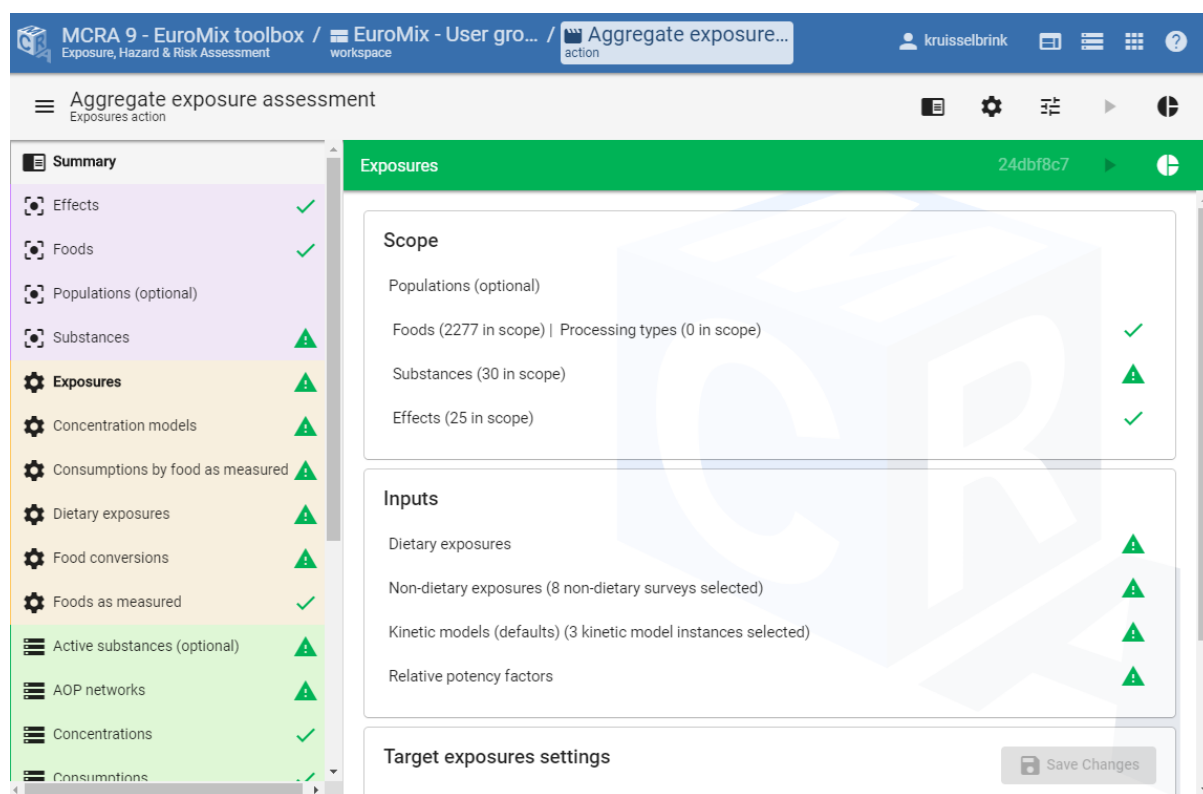 MCRA 9 - EuroMix toolbox / EuroMix - User gro... / Aggregate exposure...
Exposure, Hazard & Risk Assessment workspace action
kruisselbrink
Aggregate exposure assessment
Exposures action
Summary
Effects
Foods
Populations (optional)
Substances
Exposures
Concentration models
Consumptions by food as measured
Dietary exposures
Food conversions
Foods as measured
Active substances (optional)
AOP networks
Concentrations
Consumptions
Exposures 24dbf8c7
Scope
Populations (optional)
Foods (2277 in scope) | Processing types (0 in scope)
Substances (30 in scope)
Effects (25 in scope)
Inputs
Dietary exposures
Non-dietary exposures (8 non-dietary surveys selected)
Kinetic models (defaults) (3 kinetic model instances selected)
Relative potency factors
Target exposures settings
Save Changes